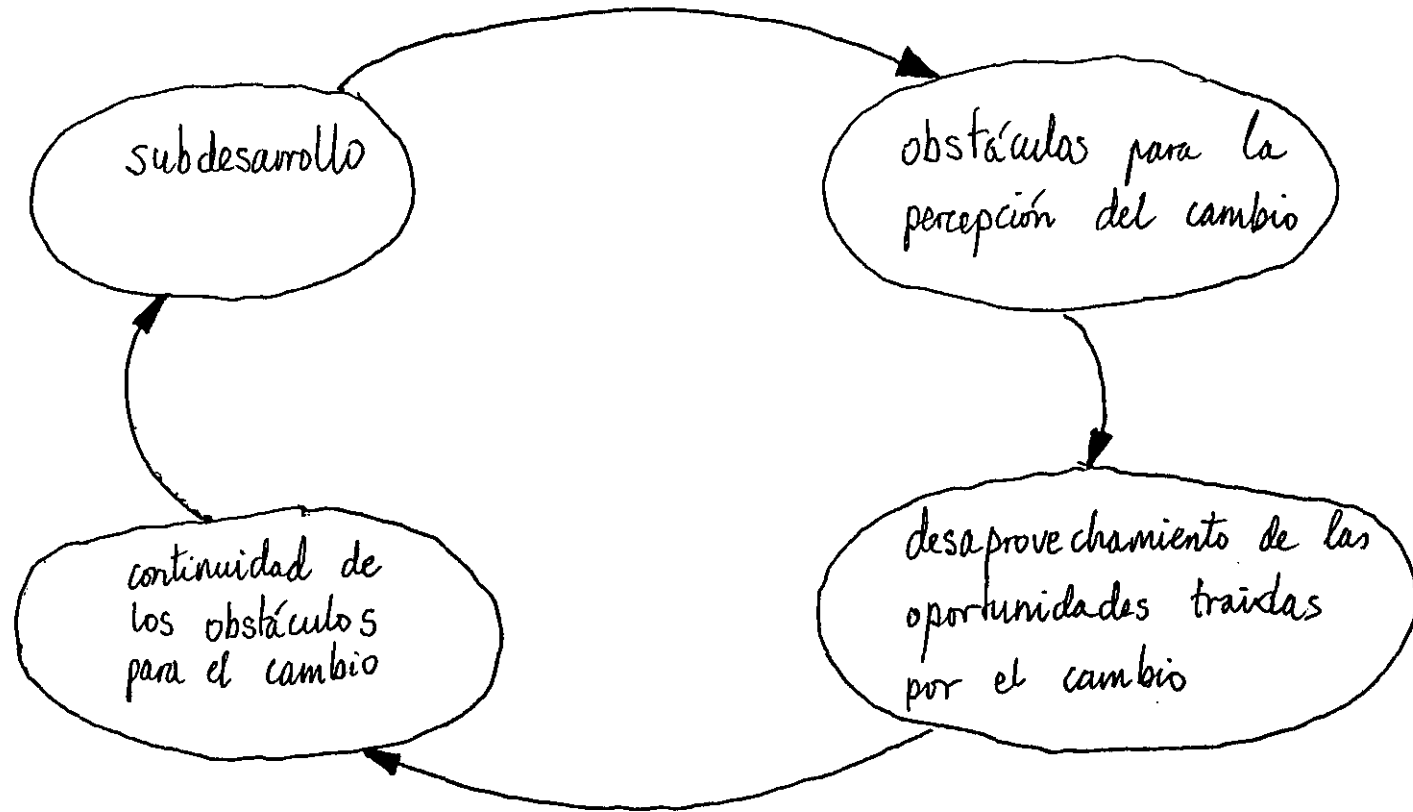 subdesarrollo
obstáculos para la
percepción del cambio
desaprovechamiento de las
oportunidades traidas
por el cambio
continuidad de
los obstáculos
para el cambio